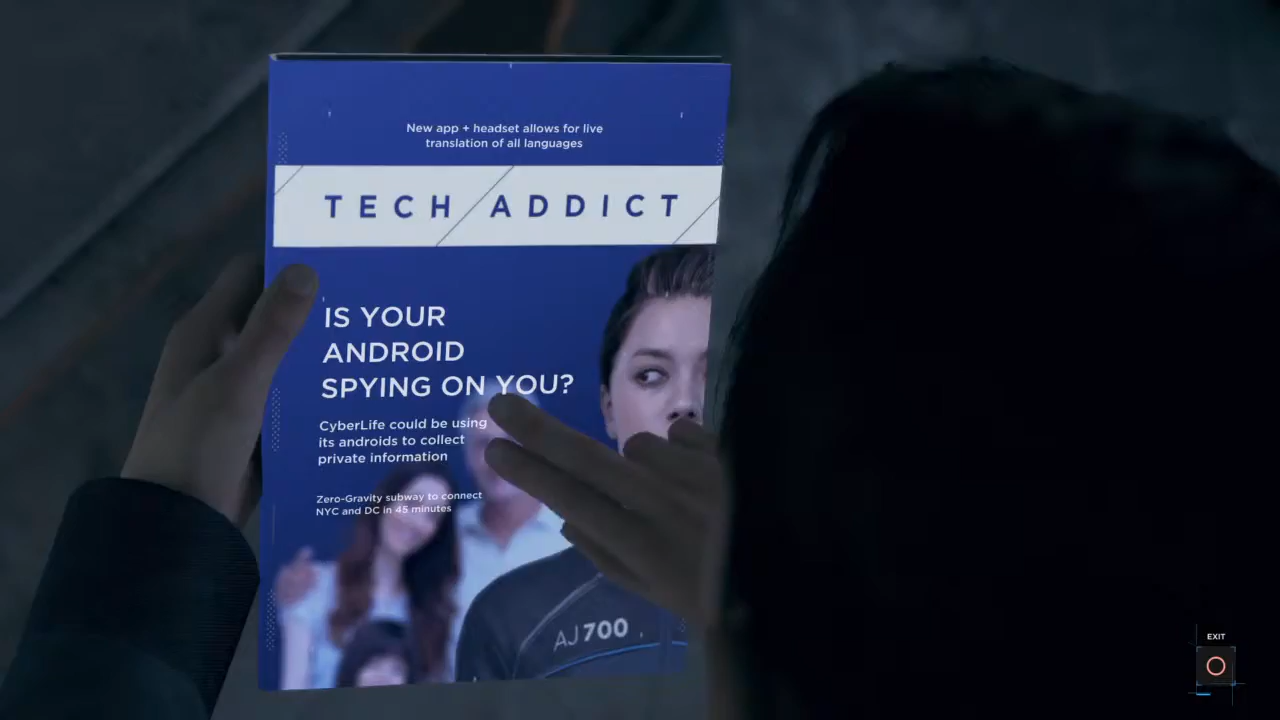 New app + headset allows for live
translation of all languages
TECH ADDICT
IS YOUR
ANDROID
SPYING ON YOU?
CyberLife could be using
its androids to collect
private information
Zero-Gravity subway to connect
NYC and DC in 45 minutes
AJ700
EXIT